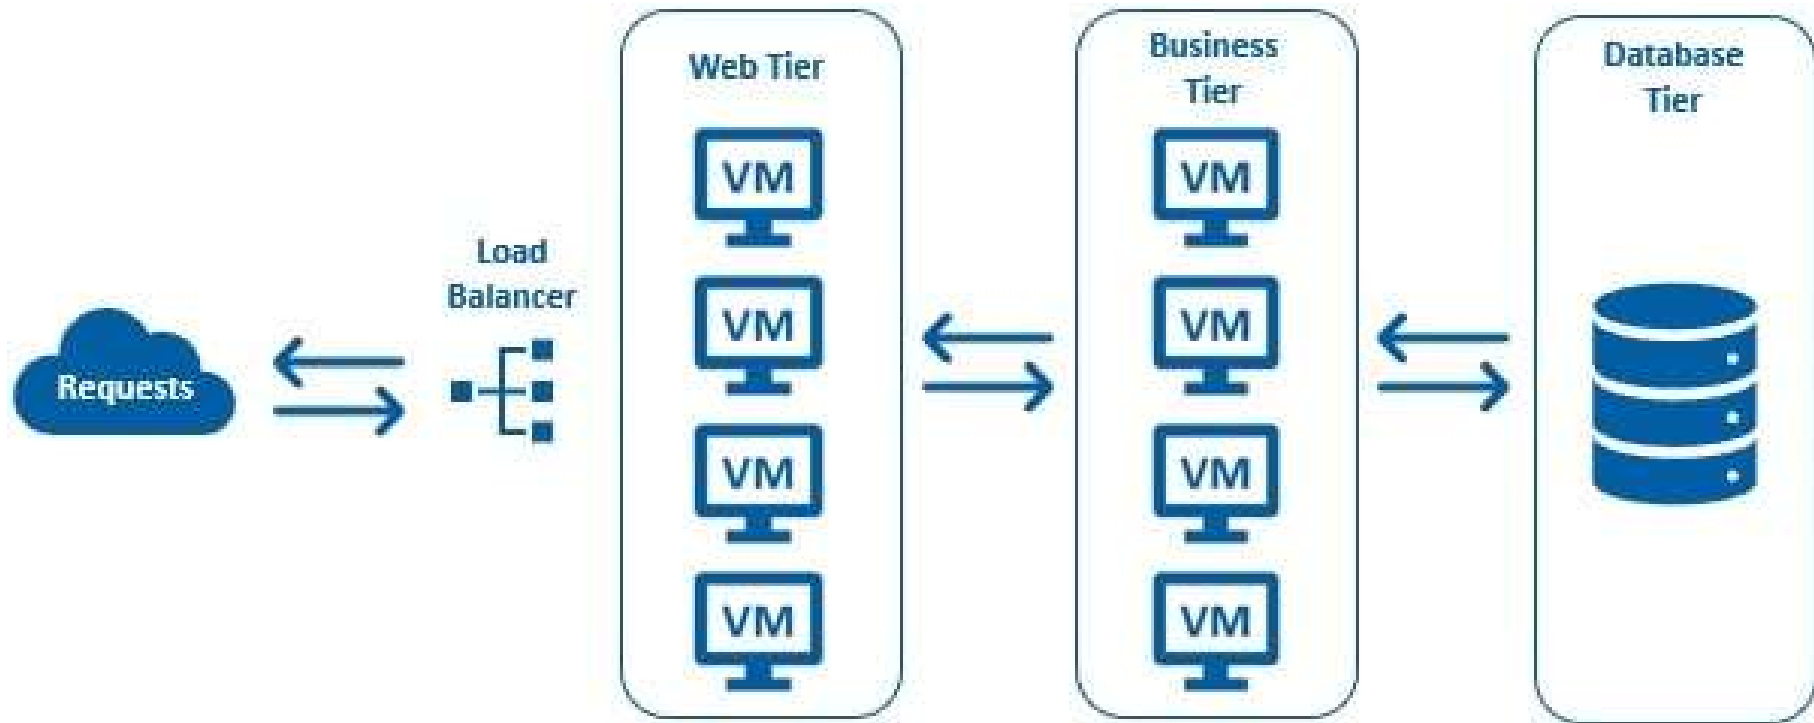 Requests
Load
Balancer
Web Tier
VM
VM
VM
VM
Business
Tier
VM
VM
VM
VM
Database
Tier